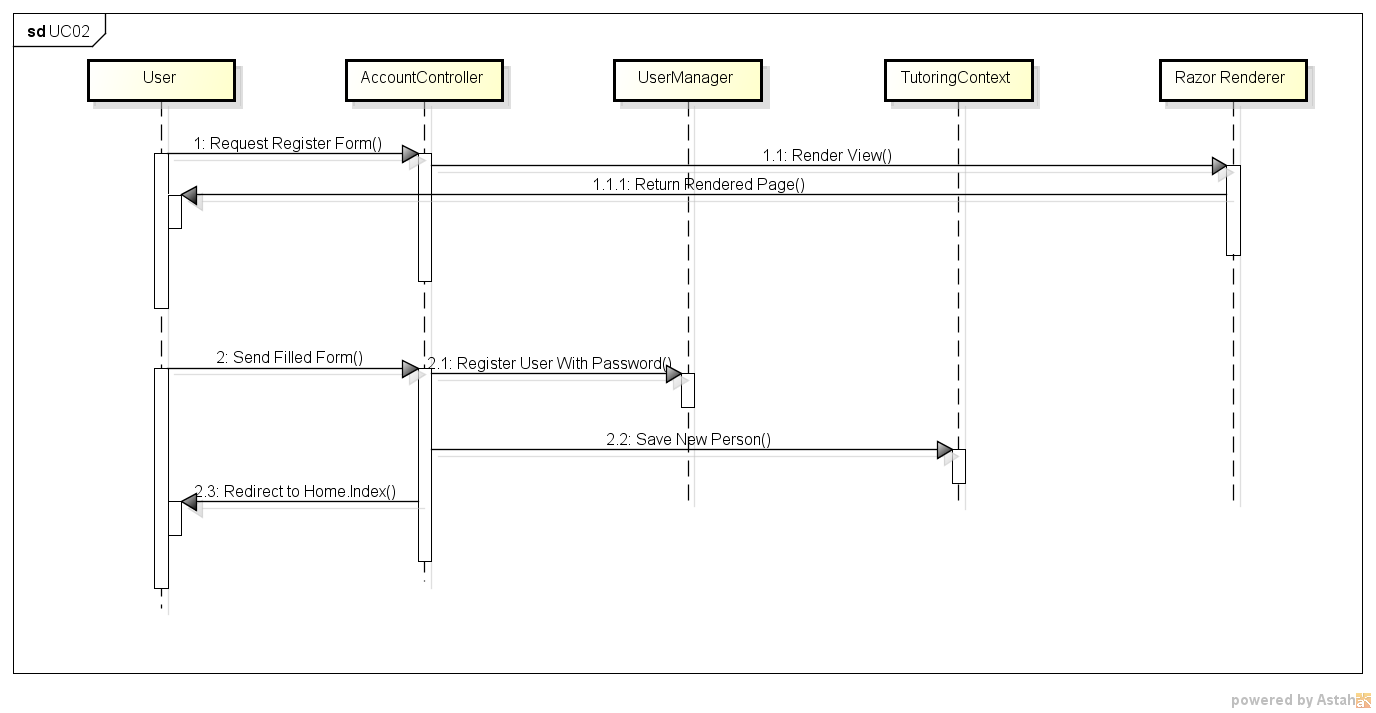 sd UC02
User
AccountController
UserManager
TutoringContext
Razor Renderer
1: Request Register Form()
1.1: Render View()
1.1.1: Return Rendered Page()
2: Send Filled Form()
2.1: Register User With Password()
2.2: Save New Person()
2.3: Redirect to Home.Index()
powered by Astah